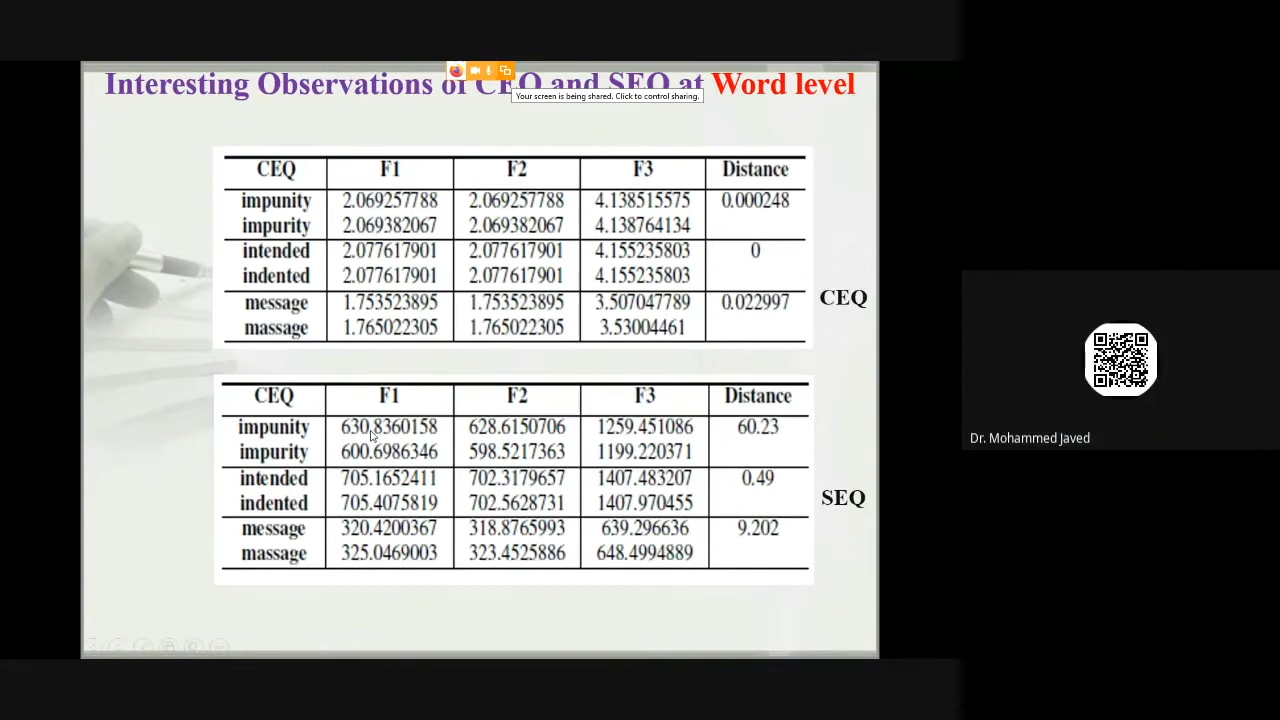 Interesting Observations of CEQ and SEQ at Word level
Your screen is being shared. Click to control sharing.
CEQ F1 F2 F3 Distance
impunity 2.069257788 2.069257788 4.138515575 0.000248
impurity 2.069382067 2.069382067 4.138764134
intended 2.077617901 2.077617901 4.155235803 0
indented 2.077617901 2.077617901 4.155235803
message 1.753523895 1.753523895 3.507047789 0.022997
massage 1.765022305 1.765022305 3.53004461
CEQ
CEQ F1 F2 F3 Distance
impunity 630.8360158 628.6150706 1259.451086 60.23
impurity 600.6986346 598.5217363 1199.220371
intended 705.1652411 702.3179657 1407.483207 0.49
indented 705.4075819 702.5628731 1407.970455
message 320.4200367 318.8765993 639.296636 9.202
massage 325.0469003 323.4525886 648.4994889
SEQ
Dr. Mohammed Javed